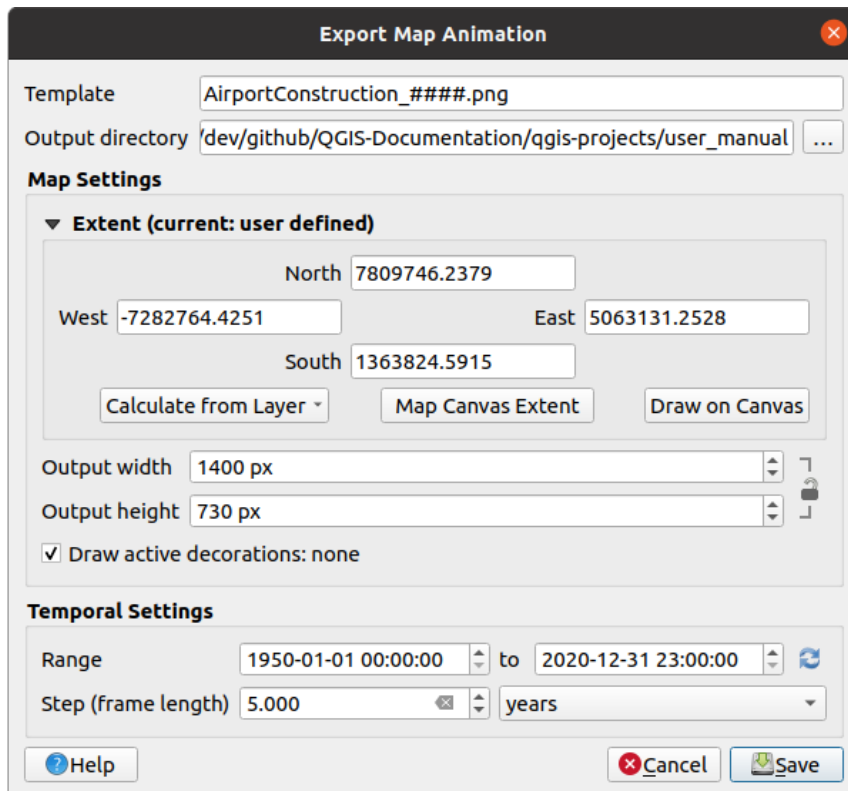 Export Map Animation
Template AirportConstruction_####.png
Output directory /dev/github/QGIS-Documentation/qgis-projects/user_manual ...
Map Settings
Extent (current: user defined)
North 7809746.2379
West -7282764.4251 East 5063131.2528
South 1363824.5915
Calculate from Layer Map Canvas Extent Draw on Canvas
Output width 1400 px
Output height 730 px
Draw active decorations: none
Temporal Settings
Range 1950-01-01 00:00:00 to 2020-12-31 23:00:00
Step (frame length) 5.000 years
Help Cancel Save